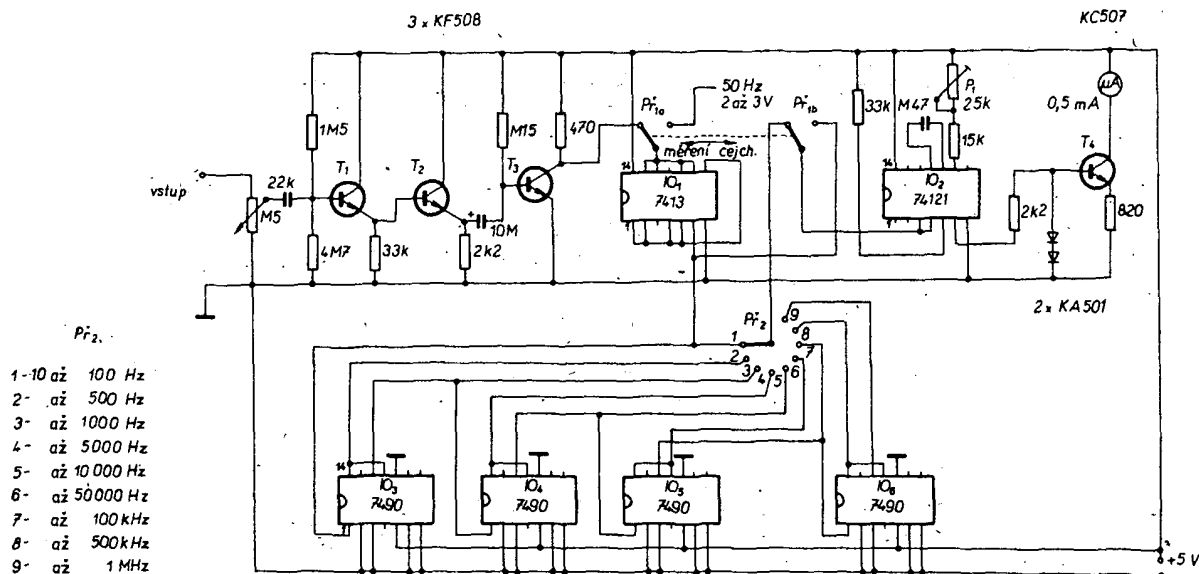 3 x KF508
KC507
50 Hz
2 až 3V
Př1a
Př1b
měření cejch.
1M5
M15
470
33k
M47
P1
25k
15k
µA
0,5 mA
vstup
22k
M5
T1
T2
T3
T4
10M
4M7
33k
2k2
14
IO1
7413
1
14
IO2
74121
1
2k2
820
2 x KA501
Př2
1
2
3
4
5
6
7
8
9
Př2.
1-10 až 100 Hz
2- až 500 Hz
3- až 1000 Hz
4- až 5000 Hz
5- až 10 000 Hz
6- až 50 000 Hz
7- až 100 kHz
8- až 500 kHz
9- až 1 MHz
14
IO3
7490
1
IO4
7490
IO5
7490
IO6
7490
+5 V